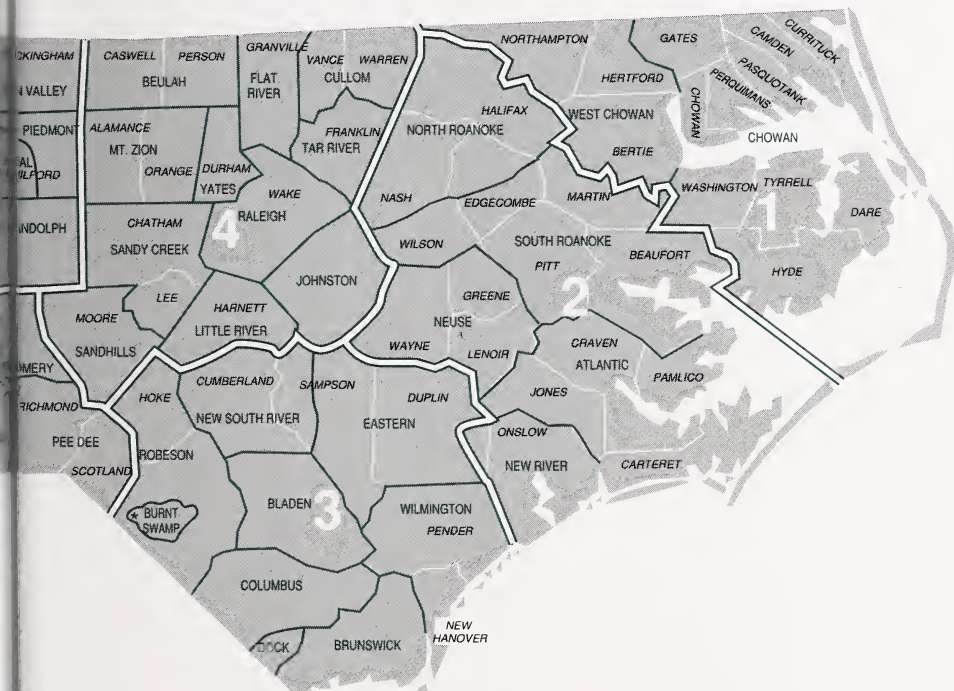 CKINGHAM
CASWELL
PERSON
GRANVILLE
VANCE
WARREN
NORTHAMPTON
GATES
CAMDEN
CURRITUCK
PASQUOTANK
PERQUIMANS
CHOWAN
N VALLEY
BEULAH
FLAT
RIVER
CULLOM
HERTFORD
HALIFAX
WEST CHOWAN
CHOWAN
PIEDMONT
ALAMANCE
MT. ZION
ORANGE
DURHAM
YATES
FRANKLIN
TAR RIVER
NORTH ROANOKE
BERTIE
ILFORD
WAKE
RALEIGH
4
NASH
EDGECOMBE
MARTIN
WASHINGTON
TYRRELL
1
DARE
NDOLPH
CHATHAM
SANDY CREEK
WILSON
SOUTH ROANOKE
PITT
BEAUFORT
HYDE
LEE
JOHNSTON
GREENE
2
MOORE
HARNETT
LITTLE RIVER
NEUSE
WAYNE
LENOIR
CRAVEN
ATLANTIC
PAMLICO
SANDHILLS
OMERY
RICHMOND
HOKE
CUMBERLAND
SAMPSON
DUPLIN
JONES
PEE DEE
NEW SOUTH RIVER
EASTERN
ONSLOW
SCOTLAND
ROBESON
NEW RIVER
CARTERET
* BURNT
SWAMP
BLADEN
3
WILMINGTON
PENDER
COLUMBUS
DOCK
BRUNSWICK
NEW
HANOVER